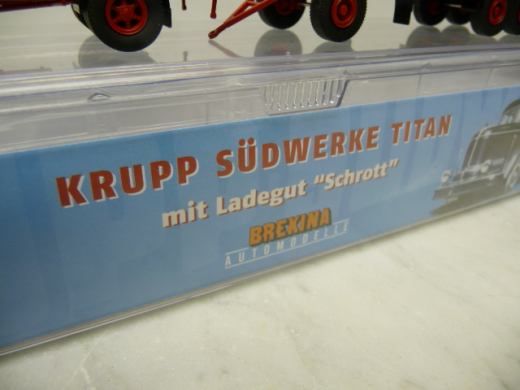 KRUPP SÜDWERKE TITAN
mit Ladegut "Schrott"
BREKINA
AUTOMODELLE